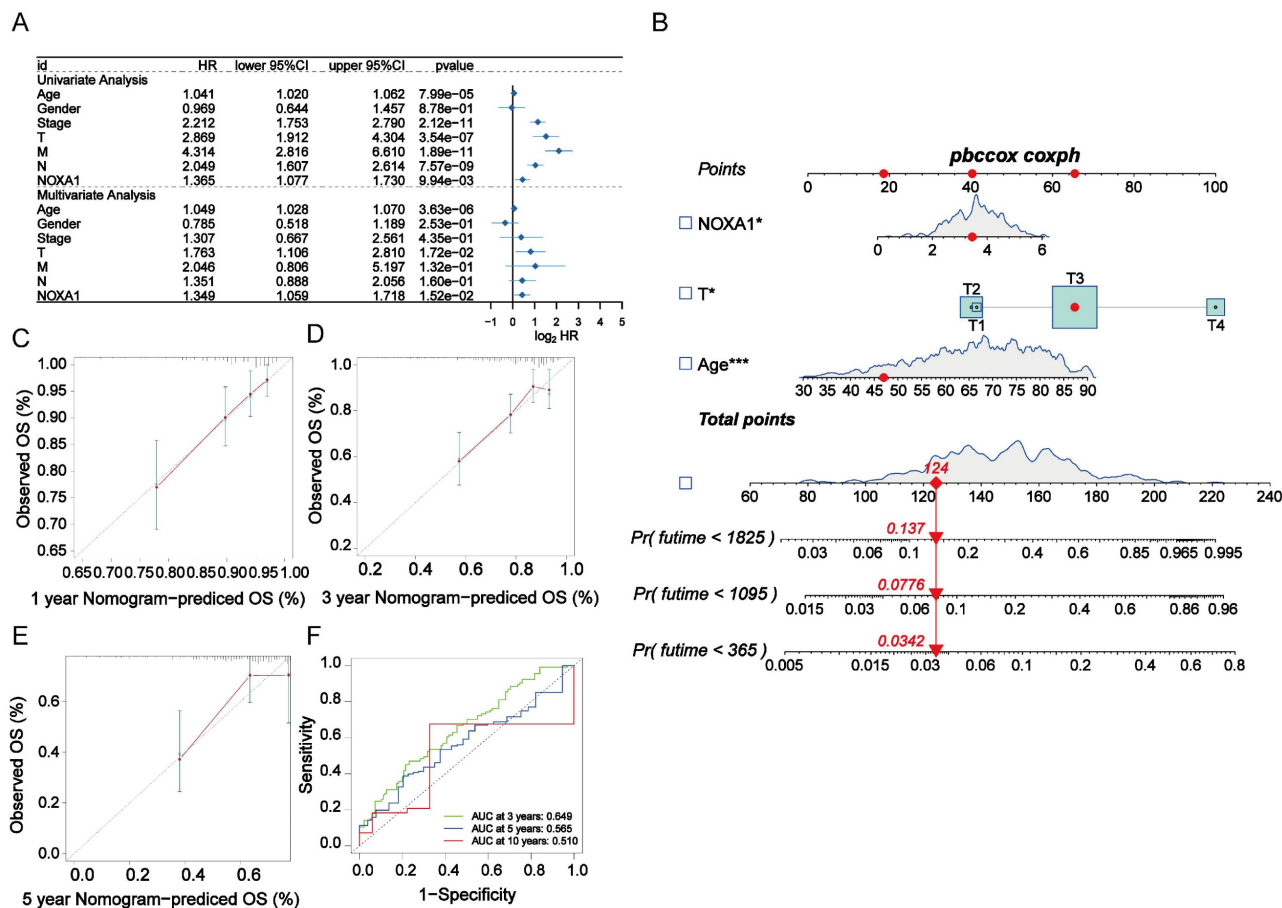 A
id HR lower 95%CI upper 95%CI pvalue
Univariate Analysis
Age 1.041 1.020 1.062 7.99e−05
Gender 0.969 0.644 1.457 8.78e−01
Stage 2.212 1.753 2.790 2.12e−11
T 2.869 1.912 4.304 3.54e−07
M 4.314 2.816 6.610 1.89e−11
N 2.049 1.607 2.614 7.57e−09
NOXA1 1.365 1.077 1.730 9.94e−03
Multivariate Analysis
Age 1.049 1.028 1.070 3.63e−06
Gender 0.785 0.518 1.189 2.53e−01
Stage 1.307 0.667 2.561 4.35e−01
T 1.763 1.106 2.810 1.72e−02
M 2.046 0.806 5.197 1.32e−01
N 1.351 0.888 2.056 1.60e−01
NOXA1 1.349 1.059 1.718 1.52e−02
−1 0 1 2 3 4 5
log2 HR
B
pbccox coxph
Points
0 20 40 60 80 100
NOXA1*
0 2 4 6
T*
T2 T3
T1 T4
Age***
30 35 40 45 50 55 60 65 70 75 80 85 90
Total points
124
60 80 100 120 140 160 180 200 220 240
0.137
Pr( futime < 1825 )
0.03 0.06 0.1 0.2 0.4 0.6 0.85 0.965 0.995
0.0776
Pr( futime < 1095 )
0.015 0.03 0.06 0.1 0.2 0.4 0.6 0.86 0.96
0.0342
Pr( futime < 365 )
0.005 0.015 0.03 0.06 0.1 0.2 0.4 0.6 0.8
C
Observed OS (%)
1.00
0.95
0.90
0.85
0.80
0.75
0.70
0.65
0.65 0.70 0.75 0.80 0.85 0.90 0.95 1.00
1 year Nomogram−prediced OS (%)
D
Observed OS (%)
1.0
0.8
0.6
0.4
0.2
0.2 0.4 0.6 0.8 1.0
3 year Nomogram−prediced OS (%)
E
Observed OS (%)
0.6
0.4
0.2
0.0
0.0 0.2 0.4 0.6
5 year Nomogram−prediced OS (%)
F
Sensitivity
1.0
0.8
0.6
0.4
0.2
0.0
AUC at 3 years: 0.649
AUC at 5 years: 0.565
AUC at 10 years: 0.510
0.0 0.2 0.4 0.6 0.8 1.0
1−Specificity